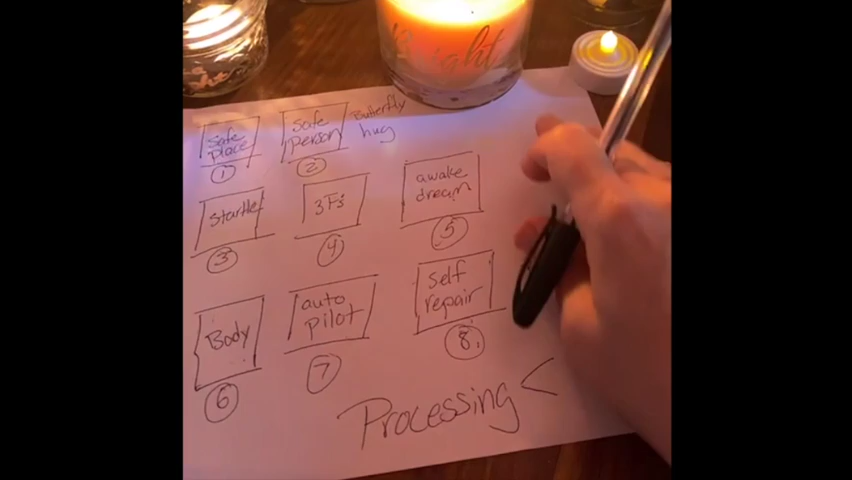 Bright
safe
place
1
safe
person
2
Butterfly
hug
startle
3
3Fs
4
awake
dream
5
Body
6
auto
pilot
7
self
repair
8.
Processing <